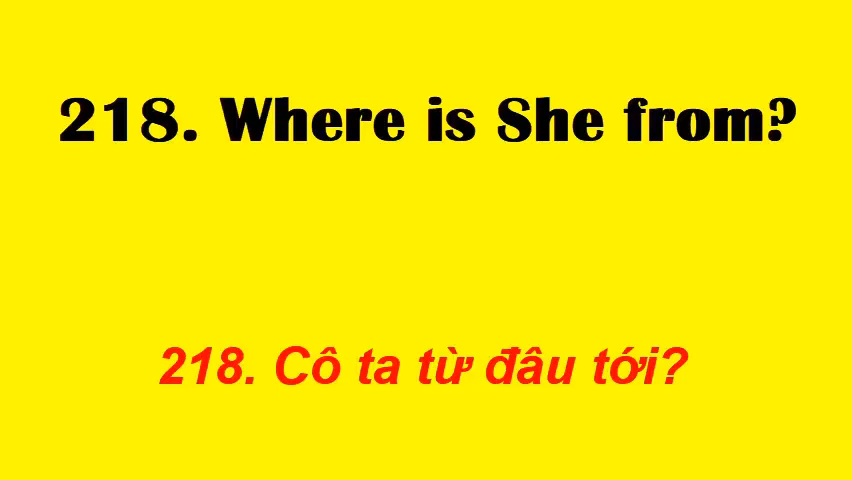 218. Where is She from?
218. Cô ta từ đâu tới?